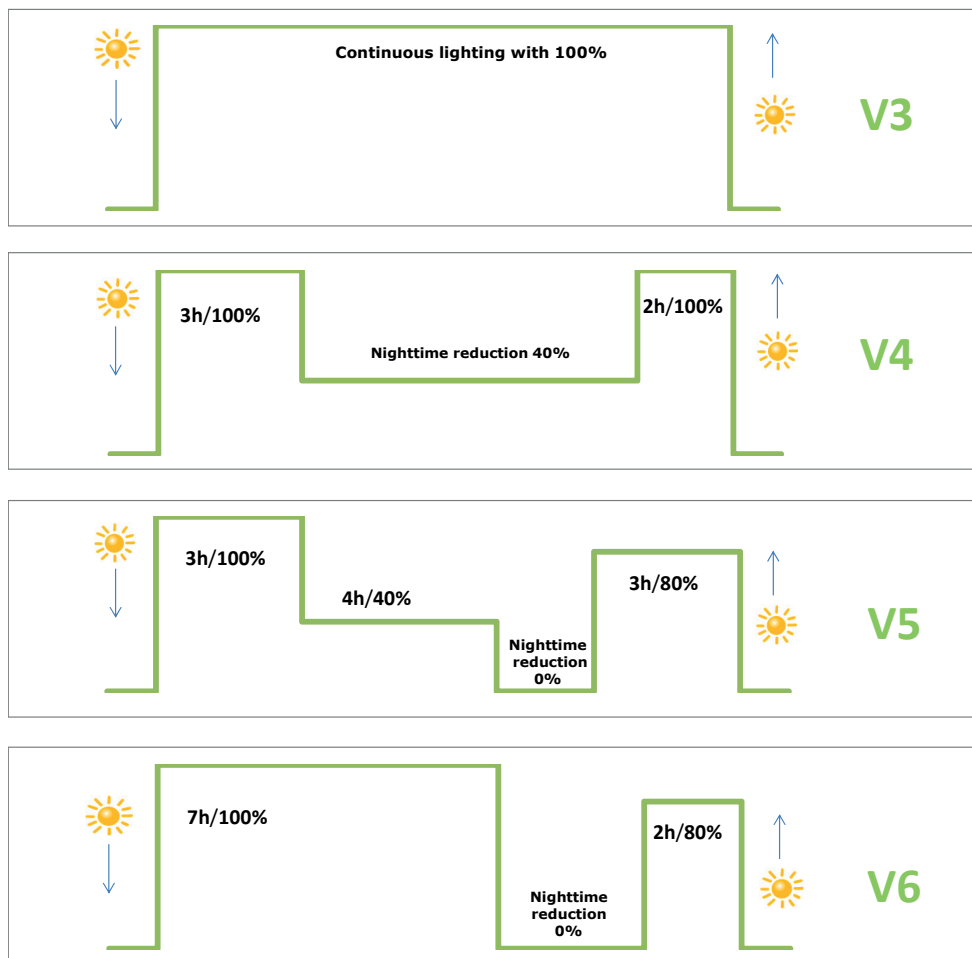 Continuous lighting with 100%
V3
3h/100%
2h/100%
Nighttime reduction 40%
V4
3h/100%
4h/40%
3h/80%
Nighttime
reduction
0%
V5
7h/100%
2h/80%
Nighttime
reduction
0%
V6